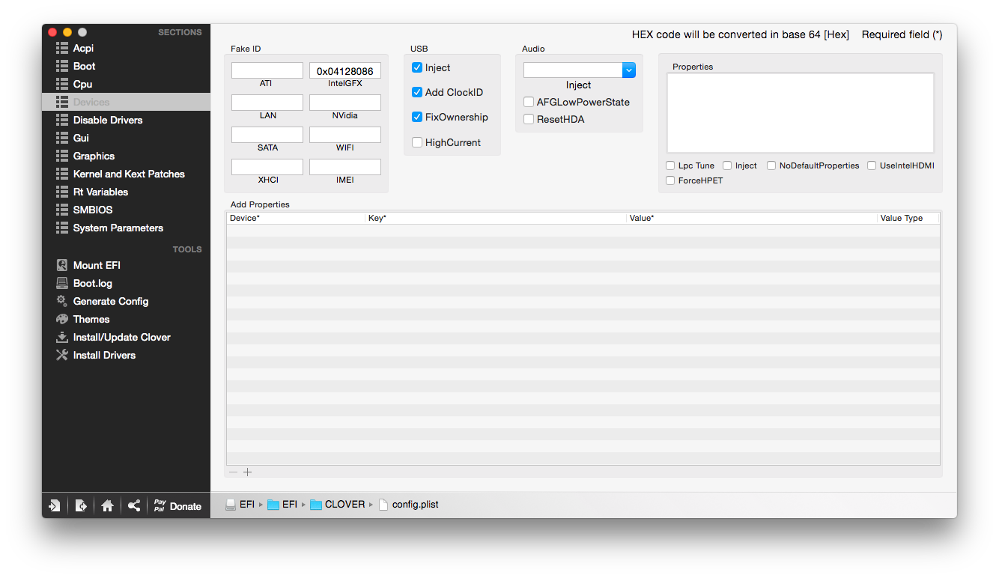 SECTIONS
Acpi
Boot
Cpu
Devices
Disable Drivers
Gui
Graphics
Kernel and Kext Patches
Rt Variables
SMBIOS
System Parameters
TOOLS
Mount EFI
Boot.log
Generate Config
Themes
Install/Update Clover
Install Drivers
Pay
Pal
Donate
HEX code will be converted in base 64 [Hex] Required field (*)
Fake ID
0x04128086
ATI IntelGFX
LAN NVidia
SATA WIFI
XHCI IMEI
USB
Inject
Add ClockID
FixOwnership
HighCurrent
Audio
Inject
AFGLowPowerState
ResetHDA
Properties
Lpc Tune Inject NoDefaultProperties UseIntelHDMI
ForceHPET
Add Properties
Device* Key* Value* Value Type
EFI EFI CLOVER config.plist